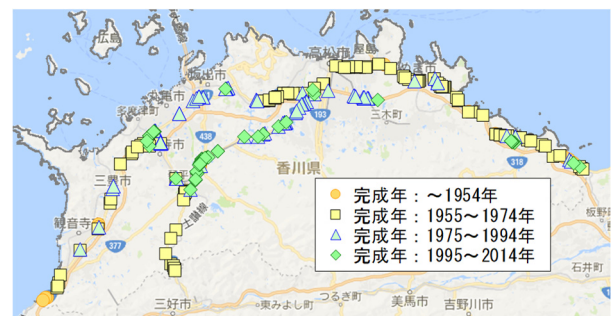 広島
高松市
屋島
坂出市
丸亀市
多度津町
438
193
三木町
318
三豊市
香川県
観音寺市
377
土讃線
三好市
東みよし町
つるぎ町
美馬市
吉野川市
石井町
板野町
完成年：～1954年
完成年：1955～1974年
完成年：1975～1994年
完成年：1995～2014年